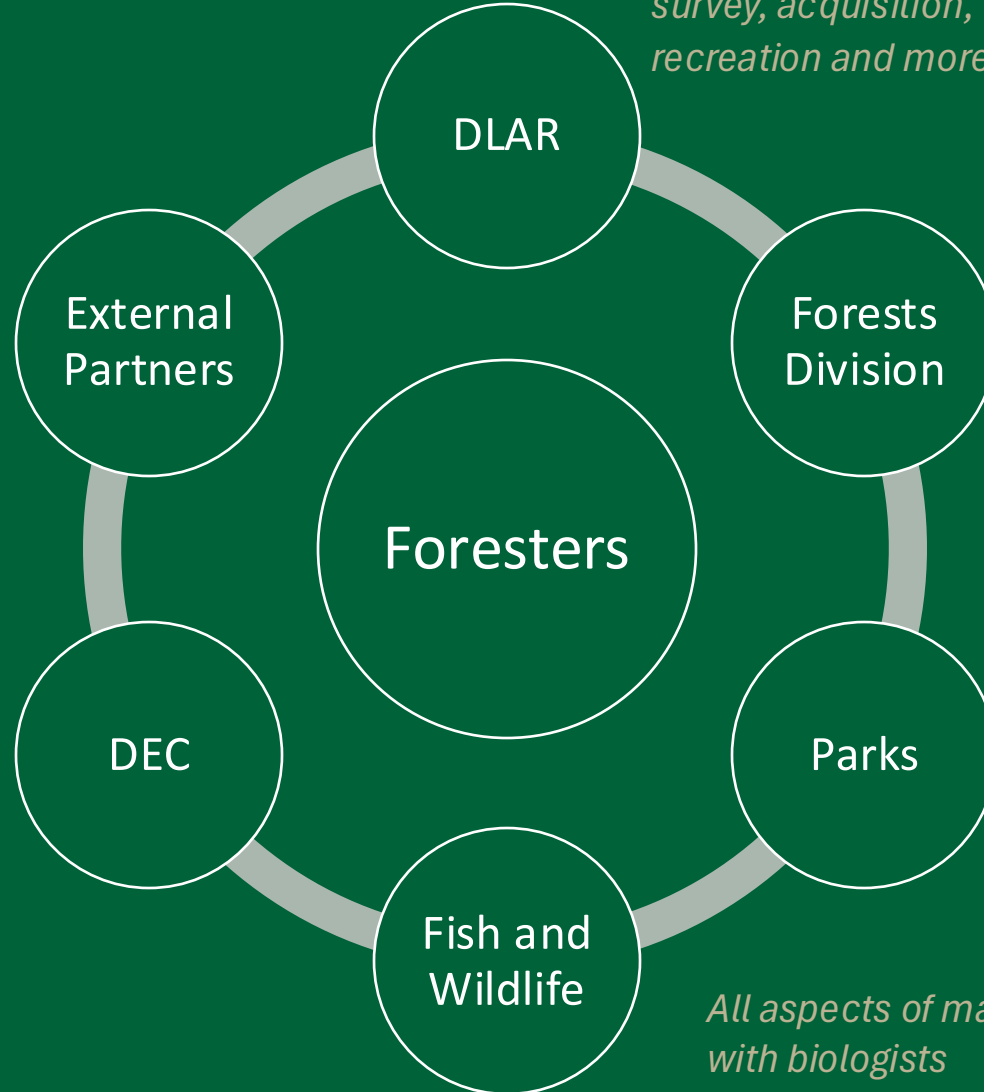 survey, acquisition,
recreation and more
DLAR
External
Partners
Forests
Division
Foresters
DEC
Parks
Fish and
Wildlife
All aspects of
with biologists